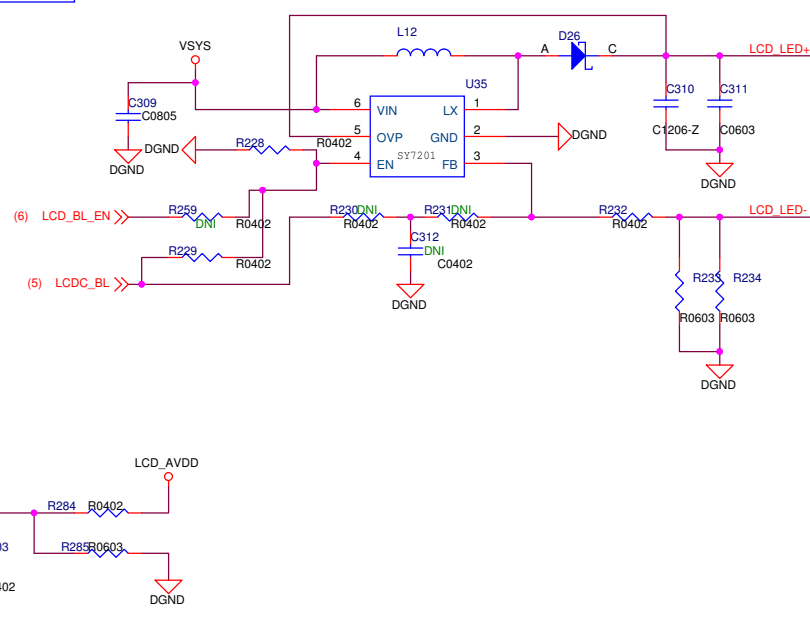 L12
D26
A
C
LCD_LED+
VSYS
U35
C309
C0805
C310
C311
6
VIN
LX
1
5
OVP
GND
2
DGND
4
EN
SY7201
FB
3
C1206-Z
C0603
R228
R0402
DGND
DGND
DGND
(6) LCD_BL_EN
R259
DNI
R0402
R230
DNI
R0402
R231
DNI
R0402
R232
R0402
LCD_LED-
C312
DNI
C0402
R229
R0402
(5) LCDC_BL
DGND
R233
R234
R0603
R0603
DGND
LCD_AVDD
R284
R0402
03
R285
R0603
402
DGND